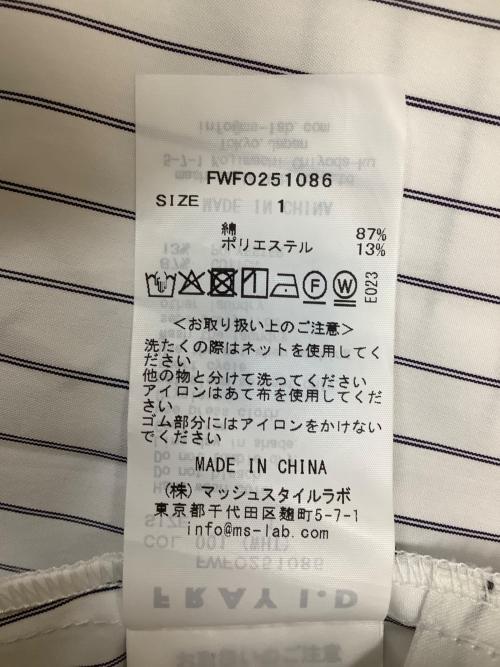 FWFO251086
SIZE 1
綿 87%
ポリエステル 13%
F W E023
＜お取り扱い上のご注意＞
洗たくの際はネットを使用してく
ださい
他の物と分けて洗ってください
アイロンはあて布を使用してくだ
さい
ゴム部分にはアイロンをかけない
でください
MADE IN CHINA
(株) マッシュスタイルラボ
東京都千代田区麹町5-7-1
info@ms-lab.com
COL 001 (WHT)
FWFO251086
FRAY I.D